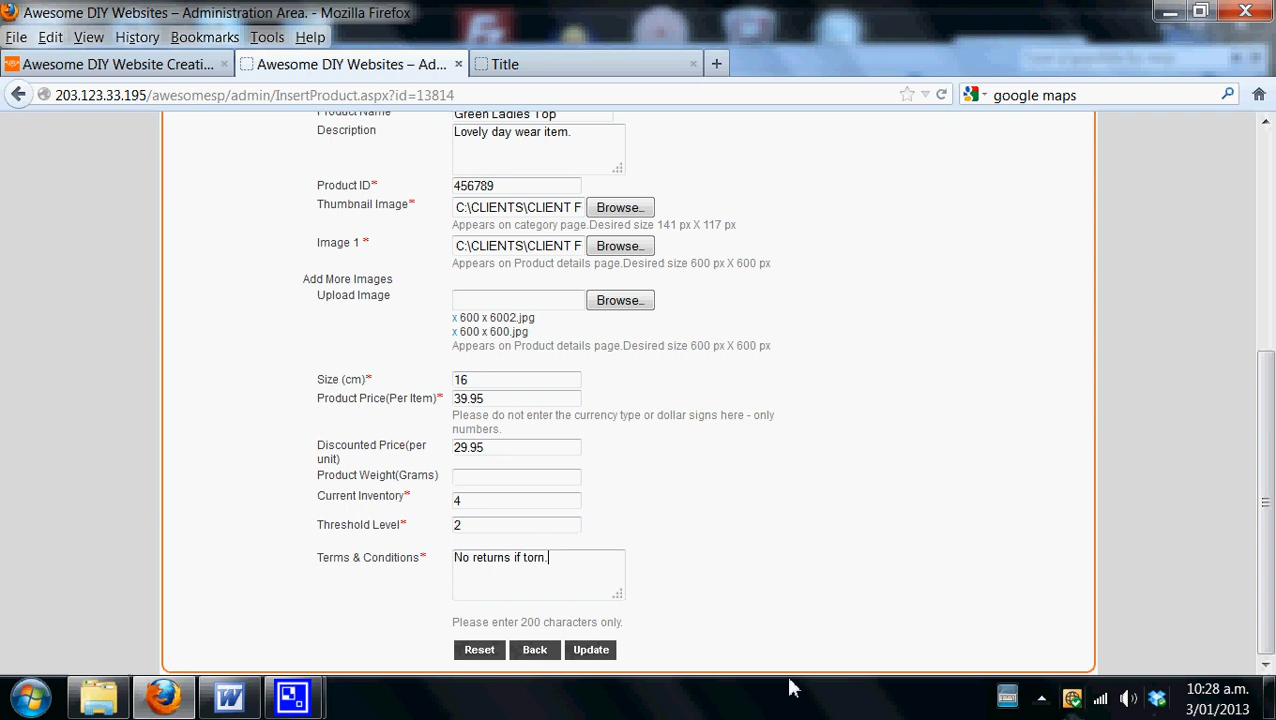 Awesome DIY Websites – Administration Area. - Mozilla Firefox
File Edit View History Bookmarks Tools Help
Awesome DIY Website Creati... × Awesome DIY Websites – Ad... × Title × +
203.123.33.195/awesomesp/admin/InsertProduct.aspx?id=13814 google maps
Product Name Green Ladies Top
Description Lovely day wear item.
Product ID* 456789
Thumbnail Image* C:\CLIENTS\CLIENT F Browse...
Appears on category page.Desired size 141 px X 117 px
Image 1 * C:\CLIENTS\CLIENT F Browse...
Appears on Product details page.Desired size 600 px X 600 px
Add More Images
Upload Image Browse...
x 600 x 6002.jpg
x 600 x 600.jpg
Appears on Product details page.Desired size 600 px X 600 px
Size (cm)* 16
Product Price(Per Item)* 39.95
Please do not enter the currency type or dollar signs here - only
numbers.
Discounted Price(per
unit) 29.95
Product Weight(Grams)
Current Inventory* 4
Threshold Level* 2
Terms & Conditions* No returns if torn.
Please enter 200 characters only.
Reset Back Update
10:28 a.m.
3/01/2013